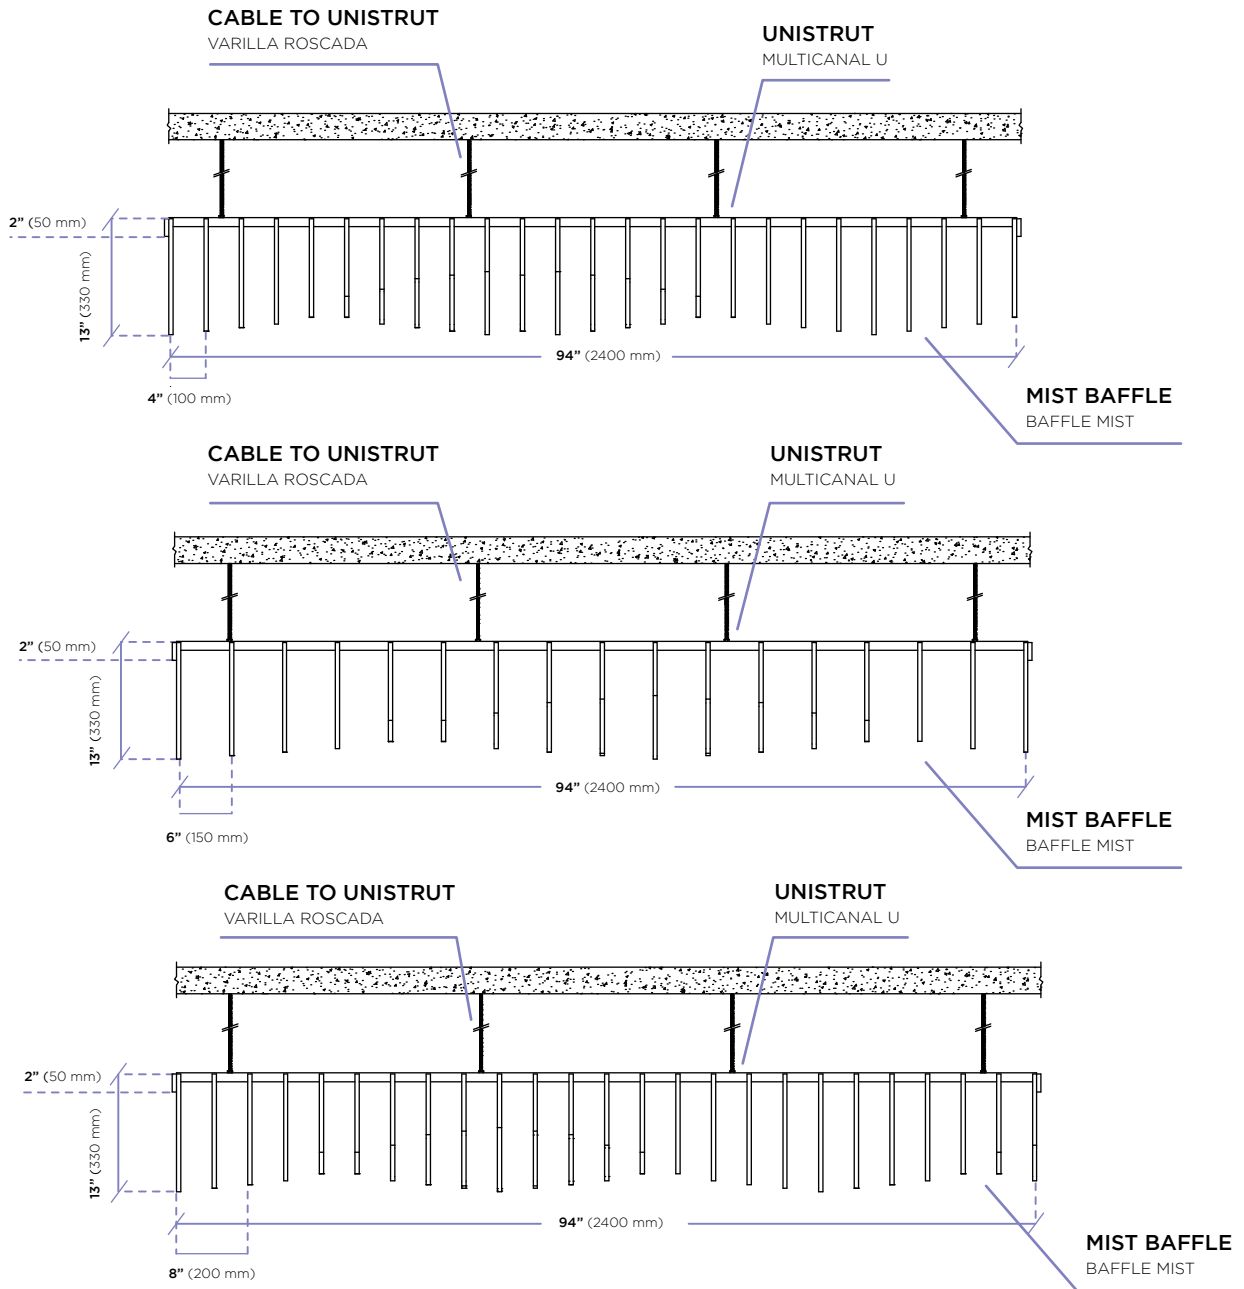 CABLE TO UNISTRUT
VARILLA ROSCADA
UNISTRUT
MULTICANAL U
2” (50 mm)
13” (330 mm)
94” (2400 mm)
4” (100 mm)
MIST BAFFLE
BAFFLE MIST
CABLE TO UNISTRUT
VARILLA ROSCADA
UNISTRUT
MULTICANAL U
2” (50 mm)
13” (330 mm)
94” (2400 mm)
6” (150 mm)
MIST BAFFLE
BAFFLE MIST
CABLE TO UNISTRUT
VARILLA ROSCADA
UNISTRUT
MULTICANAL U
2” (50 mm)
13” (330 mm)
94” (2400 mm)
8” (200 mm)
MIST BAFFLE
BAFFLE MIST